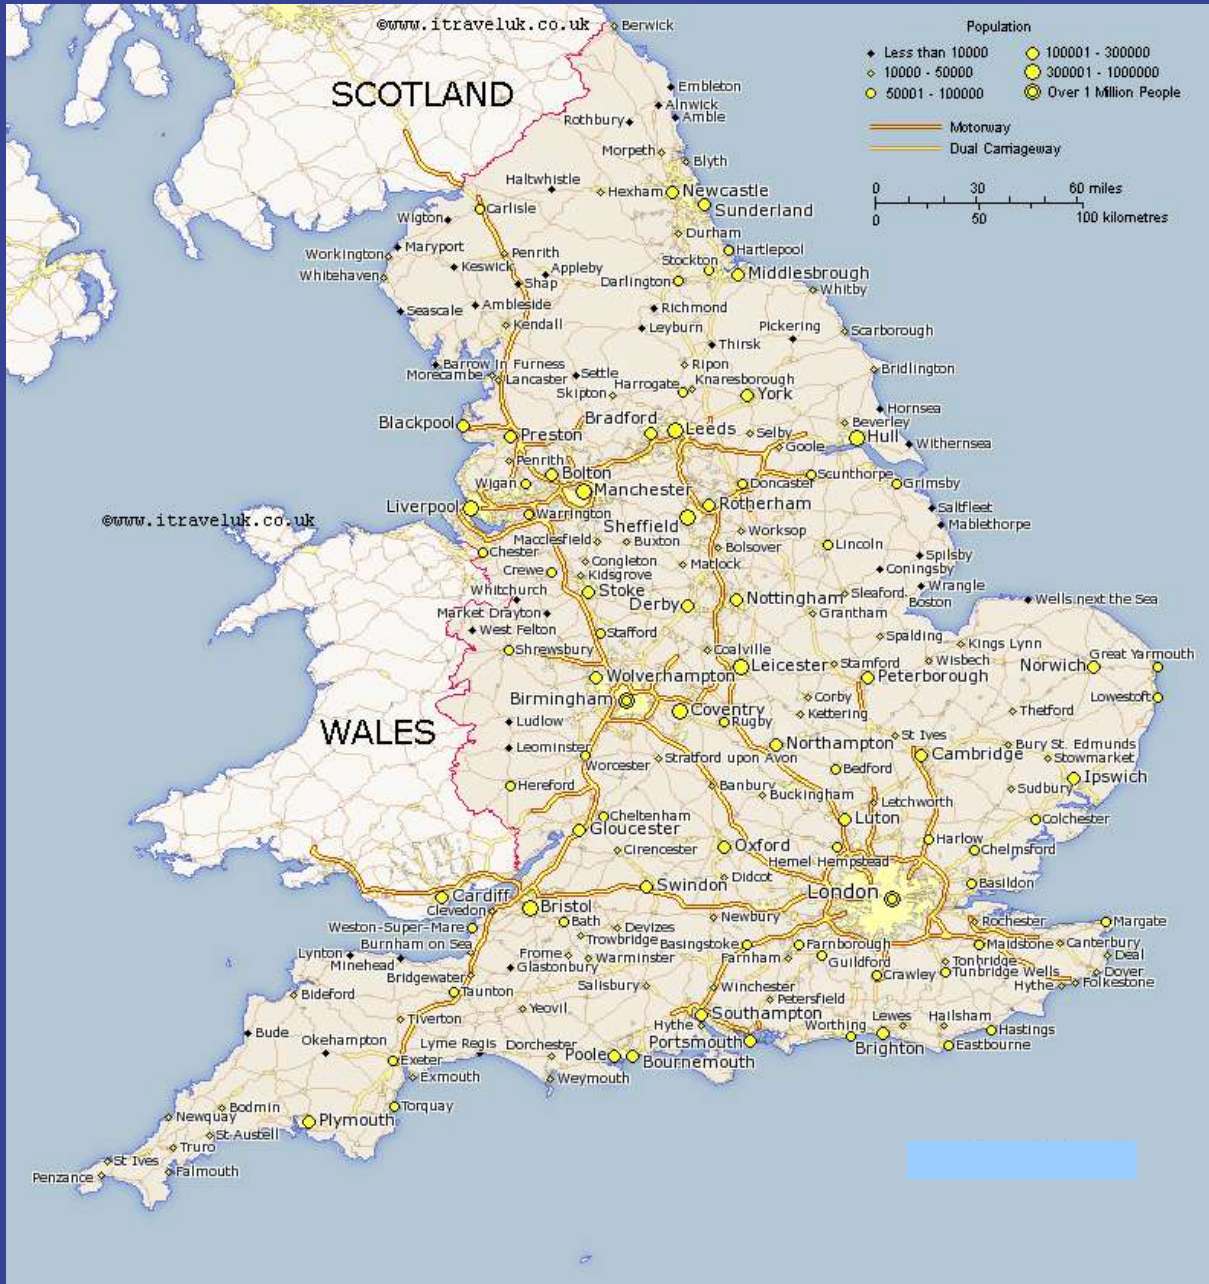 ©www.itraveluk.co.uk
Berwick
Population
Less than 10000
100001 - 300000
10000 - 50000
300001 - 1000000
50001 - 100000
Over 1 Million People
Motorway
Dual Carriageway
0 30 60 miles
0 50 100 kilometres
SCOTLAND
Embleton
Alnwick
Amble
Rothbury
Morpeth
Blyth
Haltwhistle
Hexham
Newcastle
Sunderland
Carlisle
Wigton
Durham
Hartlepool
Maryport
Workington
Penrith
Stockton
Keswick
Appleby
Middlesbrough
Whitehaven
Shap
Darlington
Whitby
Ambleside
Seascale
Richmond
Kendall
Leyburn
Pickering
Scarborough
Thirsk
Barrow In Furness
Ripon
Bridlington
Morecambe
Lancaster
Settle
Harrogate
Knaresborough
Skipton
York
Hornsea
Blackpool
Bradford
Leeds
Beverley
Preston
Selby
Hull
Goole
Withernsea
Penrith
Bolton
Wigan
Scunthorpe
Doncaster
Grimsby
Manchester
Liverpool
Rotherham
Saltfleet
Warrington
©www.itraveluk.co.uk
Sheffield
Mablethorpe
Worksop
Macclesfield
Buxton
Bolsover
Lincoln
Chester
Spilsby
Congleton
Matlock
Crewe
Kidsgrove
Coningsby
Whitchurch
Stoke
Wrangle
Sleaford
Derby
Nottingham
Boston
Wells next the Sea
Market Drayton
Grantham
West Felton
Stafford
Spalding
Kings Lynn
Shrewsbury
Coalville
Great Yarmouth
Leicester
Stamford
Wisbech
Norwich
Wolverhampton
Peterborough
Birmingham
Corby
Lowestoft
Coventry
Kettering
Thetford
WALES
Ludlow
Rugby
St Ives
Leominster
Northampton
Bury St. Edmunds
Cambridge
Stratford upon Avon
Stowmarket
Worcester
Bedford
Hereford
Banbury
Ipswich
Buckingham
Sudbury
Letchworth
Cheltenham
Luton
Colchester
Gloucester
Harlow
Cirencester
Oxford
Chelmsford
Hemel Hempstead
Didcot
Swindon
London
Basildon
Cardiff
Bristol
Clevedon
Newbury
Weston-Super-Mare
Bath
Devizes
Rochester
Margate
Trowbridge
Burnham on Sea
Basingstoke
Farnborough
Maidstone
Canterbury
Lynton
Frome
Warminster
Farnham
Guildford
Tonbridge
Deal
Minehead
Glastonbury
Bridgewater
Crawley
Tunbridge Wells
Dover
Hythe
Folkestone
Salisbury
Winchester
Bideford
Taunton
Petersfield
Yeovil
Southampton
Tiverton
Hythe
Worthing
Lewes
Hailsham
Bude
Hastings
Okehampton
Lyme Regis
Dorchester
Portsmouth
Brighton
Eastbourne
Exeter
Poole
Bournemouth
Exmouth
Weymouth
Bodmin
Torquay
Newquay
Plymouth
St Austell
Truro
St Ives
Falmouth
Penzance